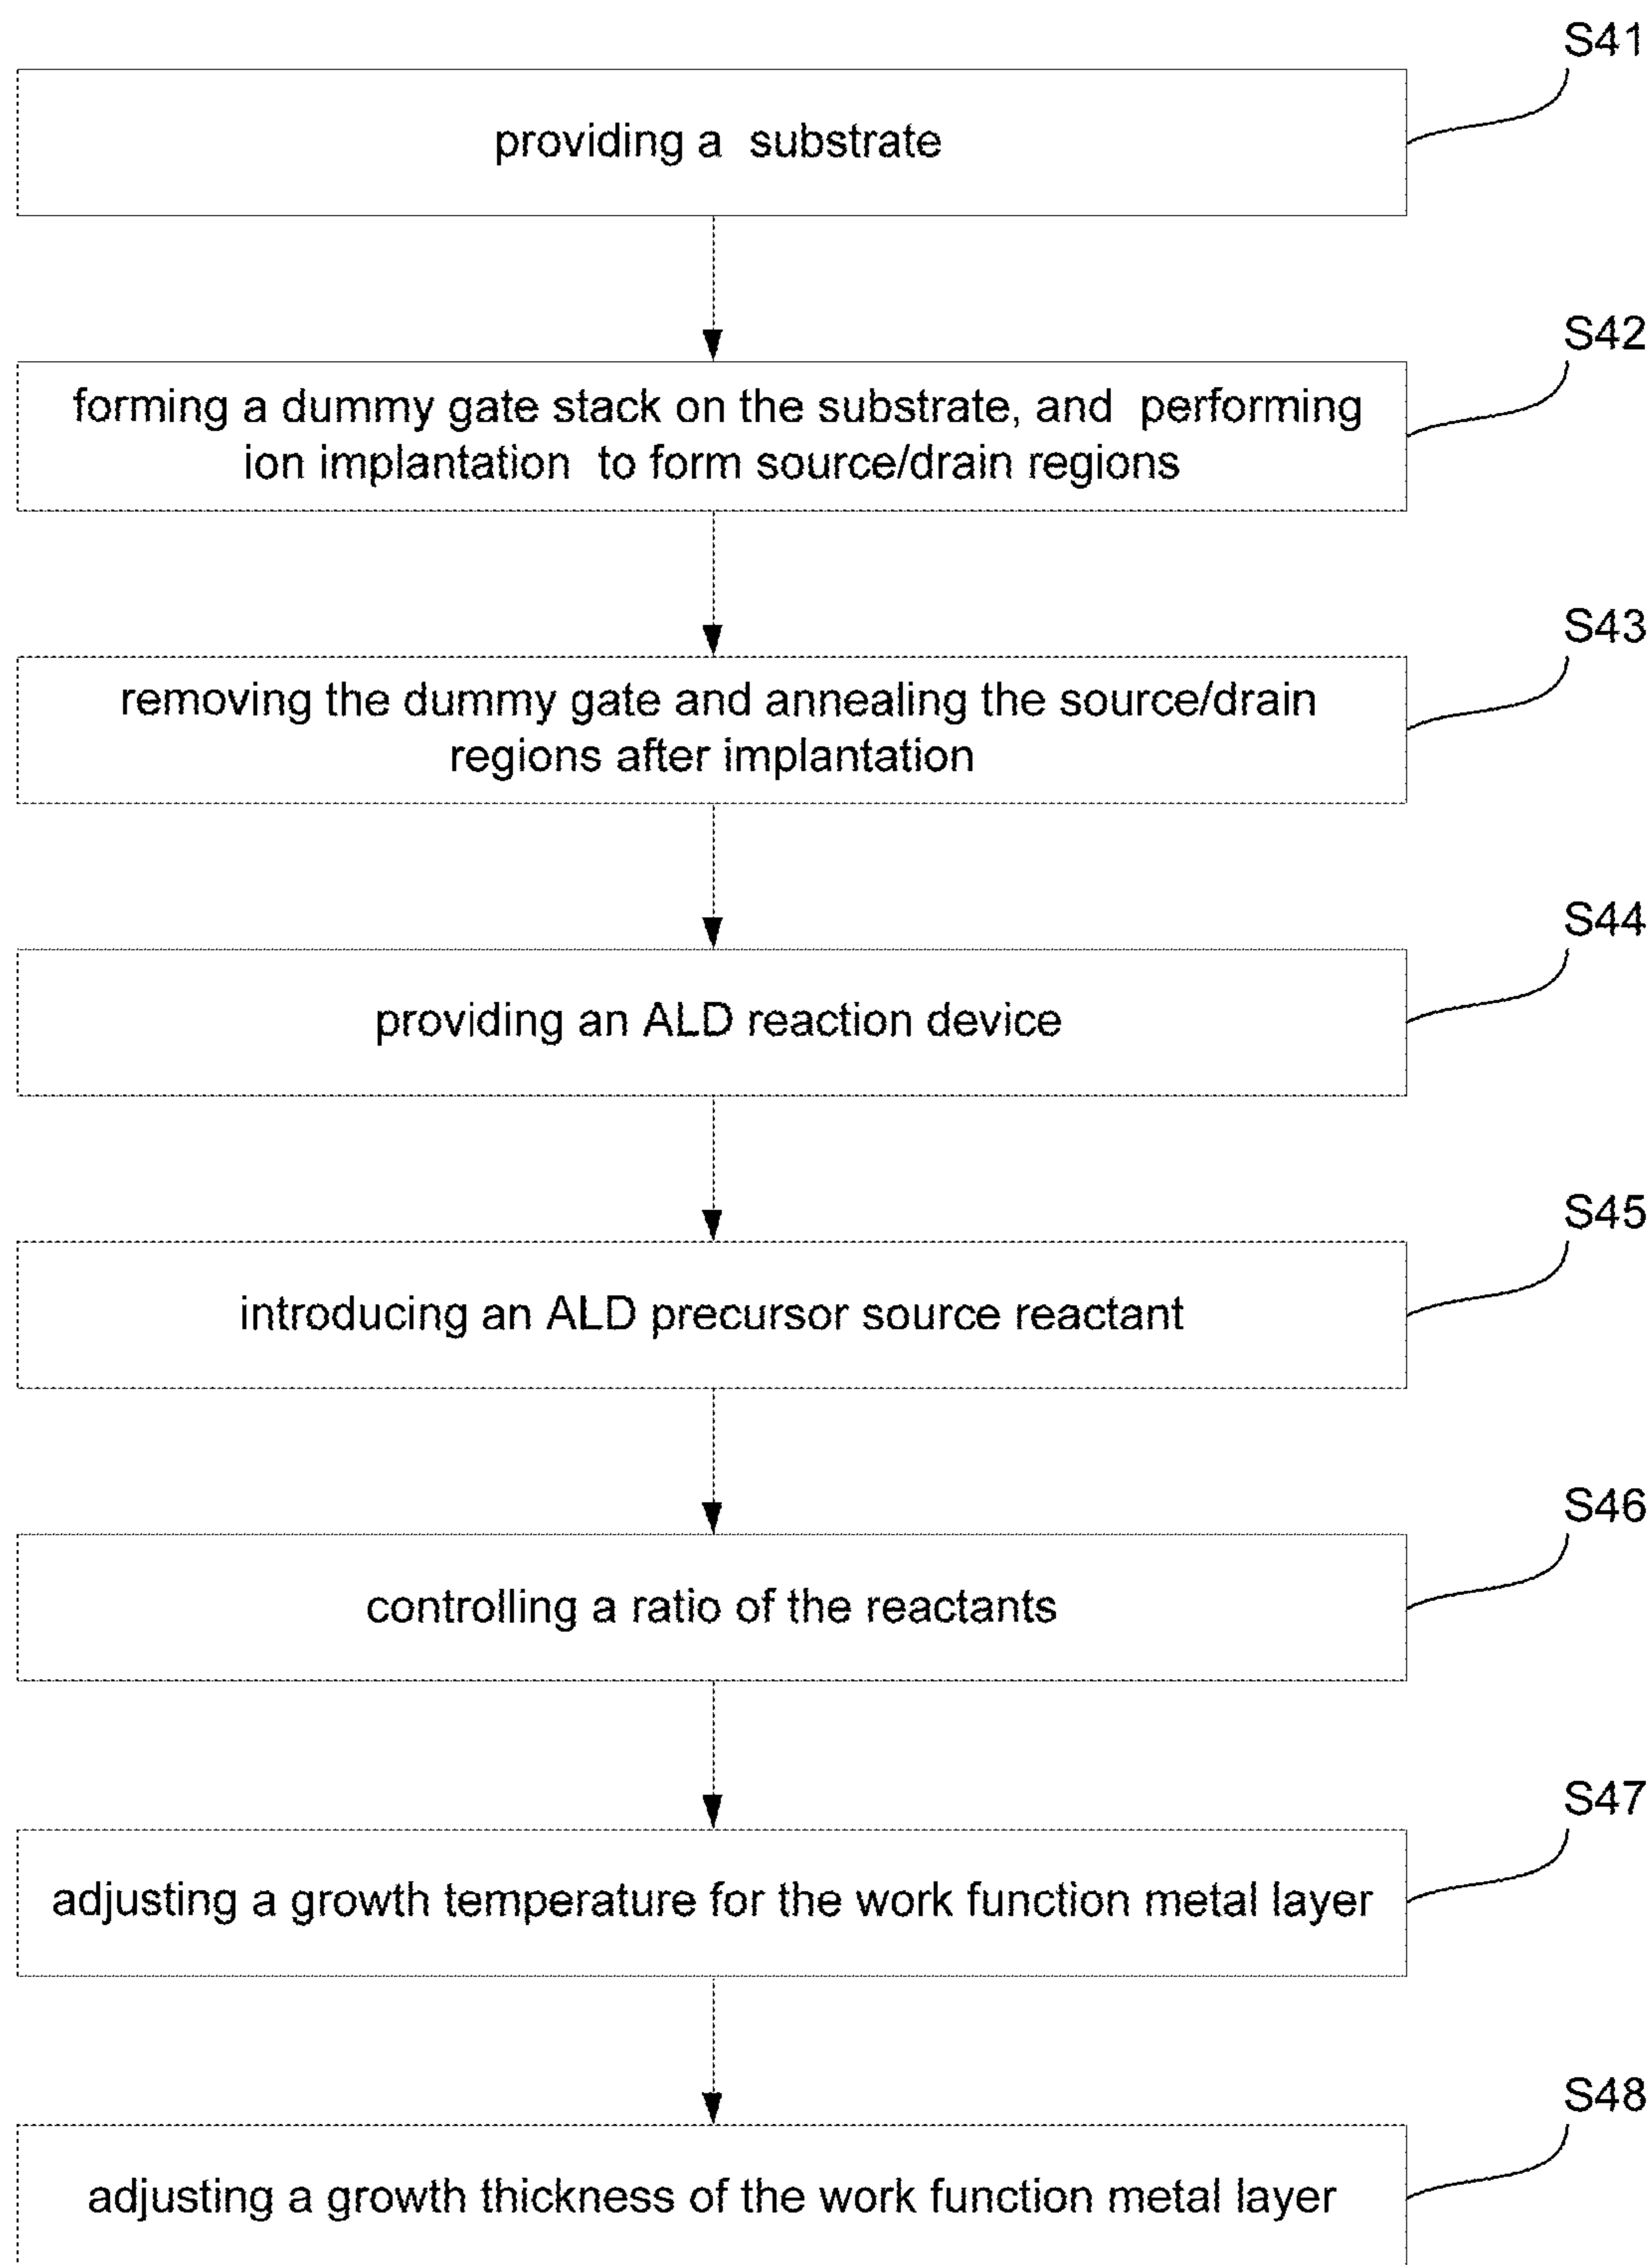 S41
providing a substrate
S42
forming a dummy gate stack on the substrate, and performing
ion implantation to form source/drain regions
S43
removing the dummy gate and annealing the source/drain
regions after implantation
S44
providing an ALD reaction device
S45
introducing an ALD precursor source reactant
S46
controlling a ratio of the reactants
S47
adjusting a growth temperature for the work function metal layer
S48
adjusting a growth thickness of the work function metal layer